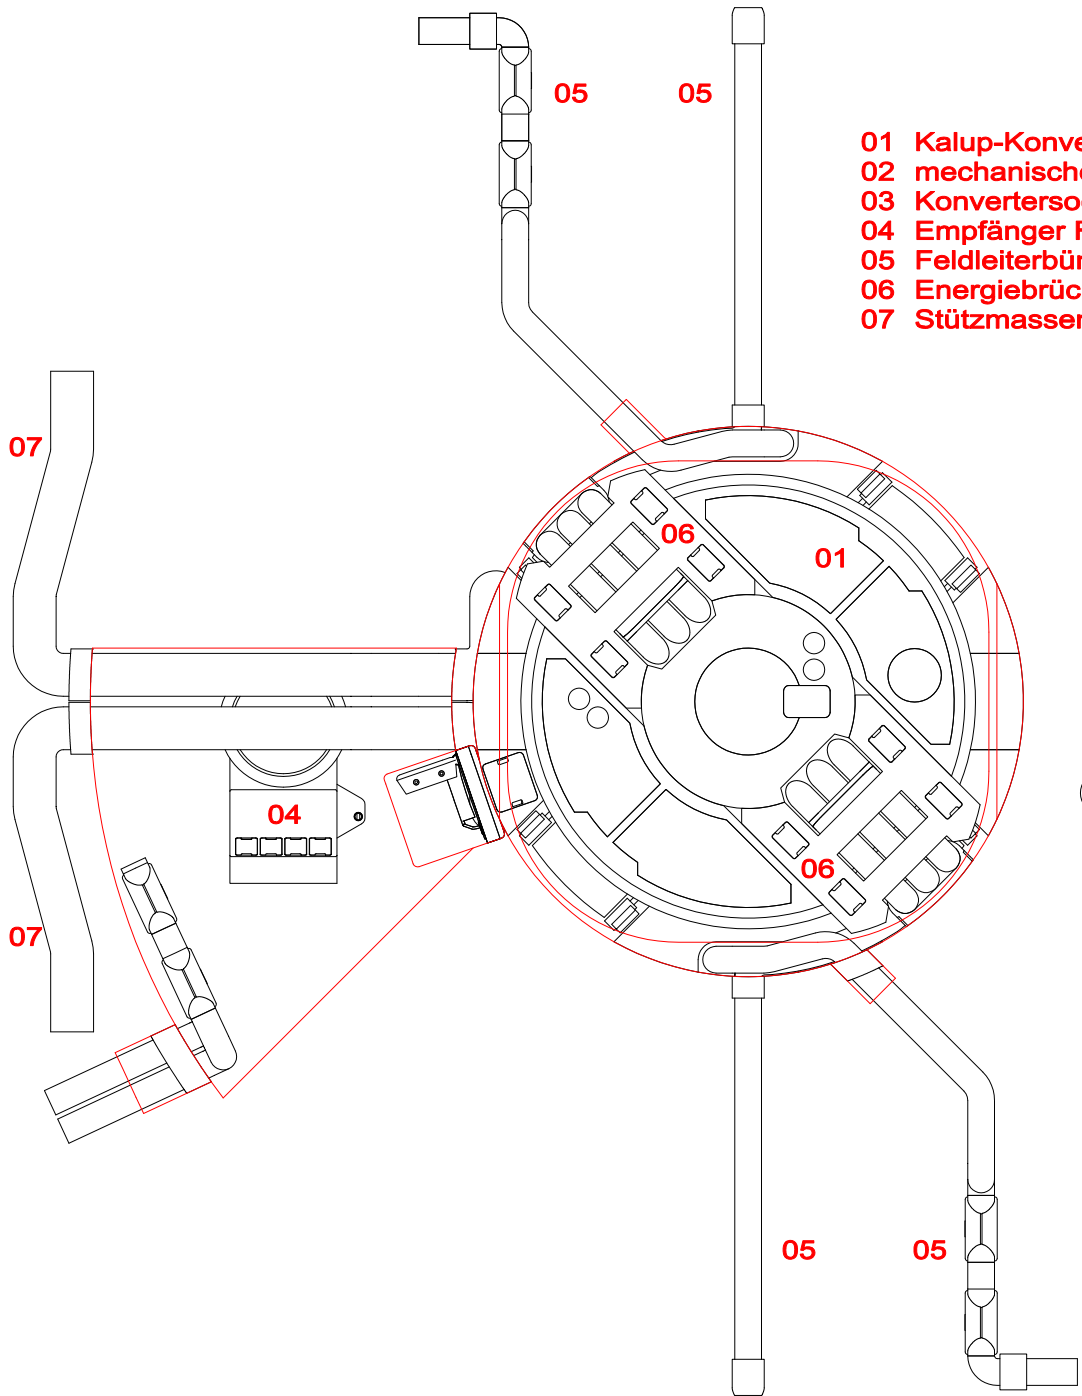 05 05
01 Kalup-Konve
02 mechanische
03 Konverterso
04 Empfänger
05 Feldleiterbü
06 Energiebrüc
07 Stützmasse
07
06
01
04
06
07
05 05